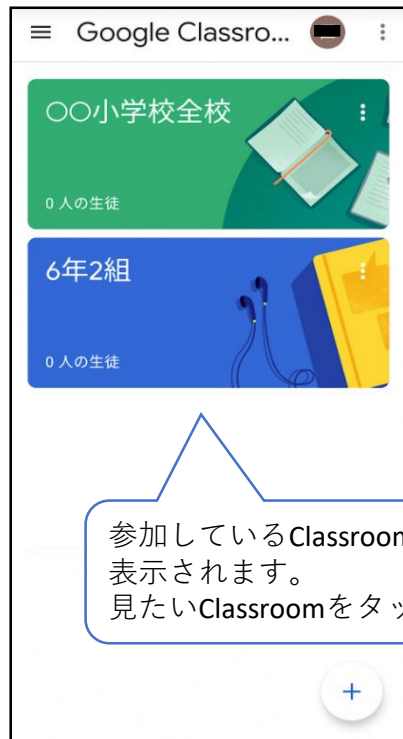 Google Classro...
〇〇小学校全校
0 人の生徒
6年2組
0 人の生徒
参加しているClassroom
表示されます。
見たいClassroomをタッ
+